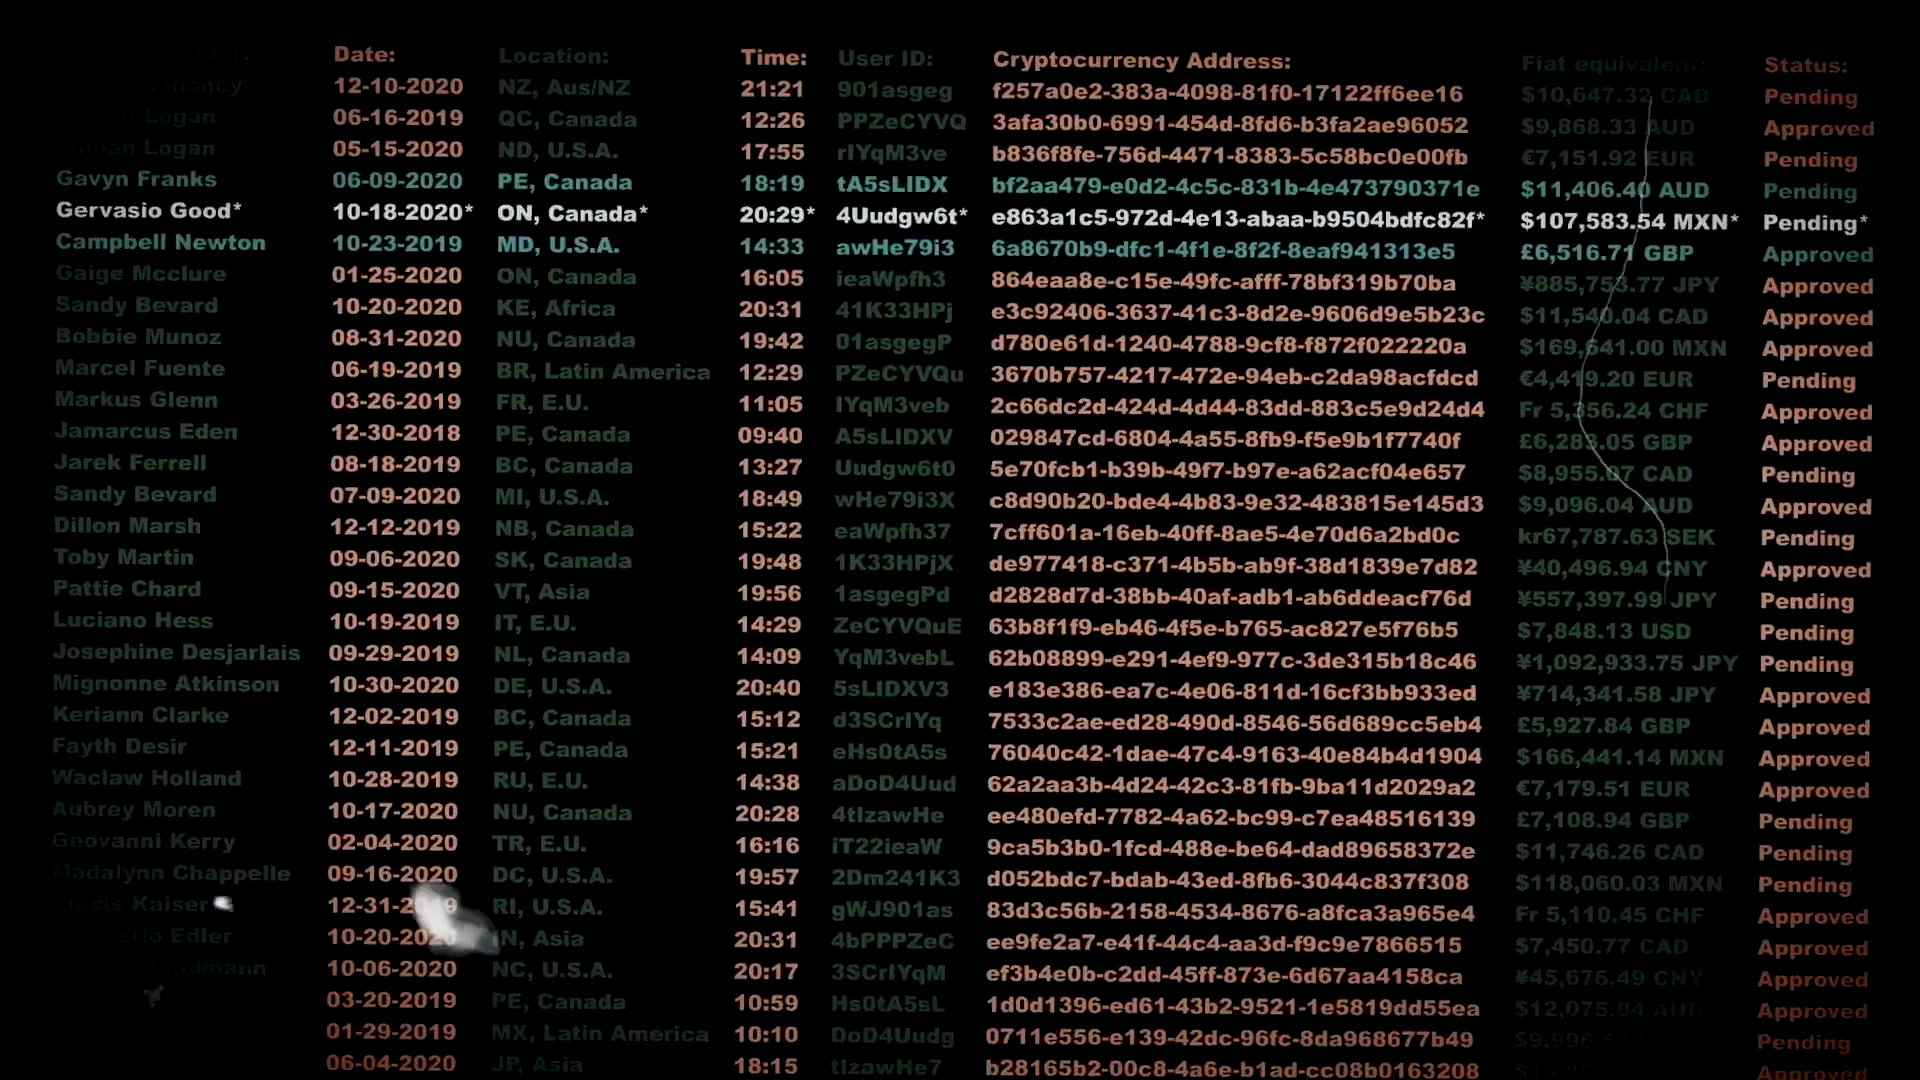 Date: Location: Time: User ID: Cryptocurrency Address: Fiat equivalent: Status:
12-10-2020 NZ, Aus/NZ 21:21 901asgeg f257a0e2-383a-4098-81f0-17122ff6ee16 $10,647.32 CAD Pending
Logan 06-16-2019 QC, Canada 12:26 PPZeCYVQ 3afa30b0-6991-454d-8fd6-b3fa2ae96052 $9,868.33 AUD Approved
Logan 05-15-2020 ND, U.S.A. 17:55 rIYqM3ve b836f8fe-756d-4471-8383-5c58bc0e00fb €7,151.92 EUR Pending
Gavyn Franks 06-09-2020 PE, Canada 18:19 tA5sLIDX bf2aa479-e0d2-4c5c-831b-4e473790371e $11,406.40 AUD Pending
Gervasio Good* 10-18-2020* ON, Canada* 20:29* 4Uudgw6t* e863a1c5-972d-4e13-abaa-b9504bdfc82f* $107,583.54 MXN* Pending*
Campbell Newton 10-23-2019 MD, U.S.A. 14:33 awHe79i3 6a8670b9-dfc1-4f1e-8f2f-8eaf941313e5 £6,516.71 GBP Approved
Gaige Mcclure 01-25-2020 ON, Canada 16:05 ieaWpfh3 864eaa8e-c15e-49fc-afff-78bf319b70ba ¥885,753.77 JPY Approved
Sandy Bevard 10-20-2020 KE, Africa 20:31 41K33HPj e3c92406-3637-41c3-8d2e-9606d9e5b23c $11,540.04 CAD Approved
Bobbie Munoz 08-31-2020 NU, Canada 19:42 01asgegP d780e61d-1240-4788-9cf8-f872f022220a $169,641.00 MXN Approved
Marcel Fuente 06-19-2019 BR, Latin America 12:29 PZeCYVQu 3670b757-4217-472e-94eb-c2da98acfdcd €4,419.20 EUR Pending
Markus Glenn 03-26-2019 FR, E.U. 11:05 IYqM3veb 2c66dc2d-424d-4d44-83dd-883c5e9d24d4 Fr 5,356.24 CHF Approved
Jamarcus Eden 12-30-2018 PE, Canada 09:40 A5sLIDXV 029847cd-6804-4a55-8fb9-f5e9b1f7740f £6,283.05 GBP Approved
Jarek Ferrell 08-18-2019 BC, Canada 13:27 Uudgw6t0 5e70fcb1-b39b-49f7-b97e-a62acf04e657 $8,955.07 CAD Pending
Sandy Bevard 07-09-2020 MI, U.S.A. 18:49 wHe79i3X c8d90b20-bde4-4b83-9e32-483815e145d3 $9,096.04 AUD Approved
Dillon Marsh 12-12-2019 NB, Canada 15:22 eaWpfh37 7cff601a-16eb-40ff-8ae5-4e70d6a2bd0c kr67,787.63 SEK Pending
Toby Martin 09-06-2020 SK, Canada 19:48 1K33HPjX de977418-c371-4b5b-ab9f-38d1839e7d82 ¥40,496.94 CNY Approved
Pattie Chard 09-15-2020 VT, Asia 19:56 1asgegPd d2828d7d-38bb-40af-adb1-ab6ddeacf76d ¥557,397.99 JPY Pending
Luciano Hess 10-19-2020 IT, E.U. 14:29 ZeCYVQuE 63b8f1f9-eb46-4f5e-b765-ac827e5f76b5 $7,848.13 USD Pending
Josephine Desjarlais 09-29-2019 NL, Canada 14:09 YqM3vebL 62b08899-e291-4ef9-977c-3de315b18c46 ¥1,092,933.75 JPY Pending
Mignonne Atkinson 10-30-2020 DE, U.S.A. 20:40 5sLIDXV3 e183e386-ea7c-4e06-811d-16cf3bb933ed ¥714,341.58 JPY Approved
Keriann Clarke 12-02-2019 BC, Canada 15:12 d3SCrIYq 7533c2ae-ed28-490d-8546-56d689cc5eb4 £5,927.84 GBP Approved
Fayth Desir 12-11-2019 PE, Canada 15:21 eHs0tA5s 76040c42-1dae-47c4-9163-40e84b4d1904 $166,441.14 MXN Approved
Waclaw Holland 10-28-2019 RU, E.U. 14:38 aDoD4Uud 62a2aa3b-4d24-42c3-81fb-9ba11d2029a2 €7,179.51 EUR Approved
Aubrey Moren 10-17-2020 NU, Canada 20:28 4tIzawHe ee480efd-7782-4a62-bc99-c7ea48516139 £7,108.94 GBP Pending
Geovanni Kerry 02-04-2020 TR, E.U. 16:16 iT22ieaW 9ca5b3b0-1fcd-488e-be64-dad89658372e $11,746.26 CAD Pending
Madalynn Chappelle 09-16-2020 DC, U.S.A. 19:57 2Dm241K3 d052bdc7-bdab-43ed-8fb6-3044c837f308 $118,060.03 MXN Pending
Kaiser 12-31-2019 RI, U.S.A. 15:41 gWJ901as 83d3c56b-2158-4534-8676-a8fca3a965e4 Fr 5,110.45 CHF Approved
Edler 10-20-2020 IN, Asia 20:31 4bPPPZeC ee9fe2a7-e41f-44c4-aa3d-f9c9e7866515 $7,450.77 CAD Approved
10-06-2020 NC, U.S.A. 20:17 3SCrIYqM ef3b4e0b-c2dd-45ff-873e-6d67aa4158ca ¥45,675.49 CNY Approved
03-20-2019 PE, Canada 10:59 Hs0tA5sL 1d0d1396-ed61-43b2-9521-1e5819dd55ea $12,075.84 AUD Approved
01-29-2019 MX, Latin America 10:10 DoD4Uudg 0711e556-e139-42dc-96fc-8da968677b49 Pending
06-04-2020 JP, Asia 18:15 tIzawHe7 b28165b2-00c8-4a6e-b1ad-cc08b0163208 Approved